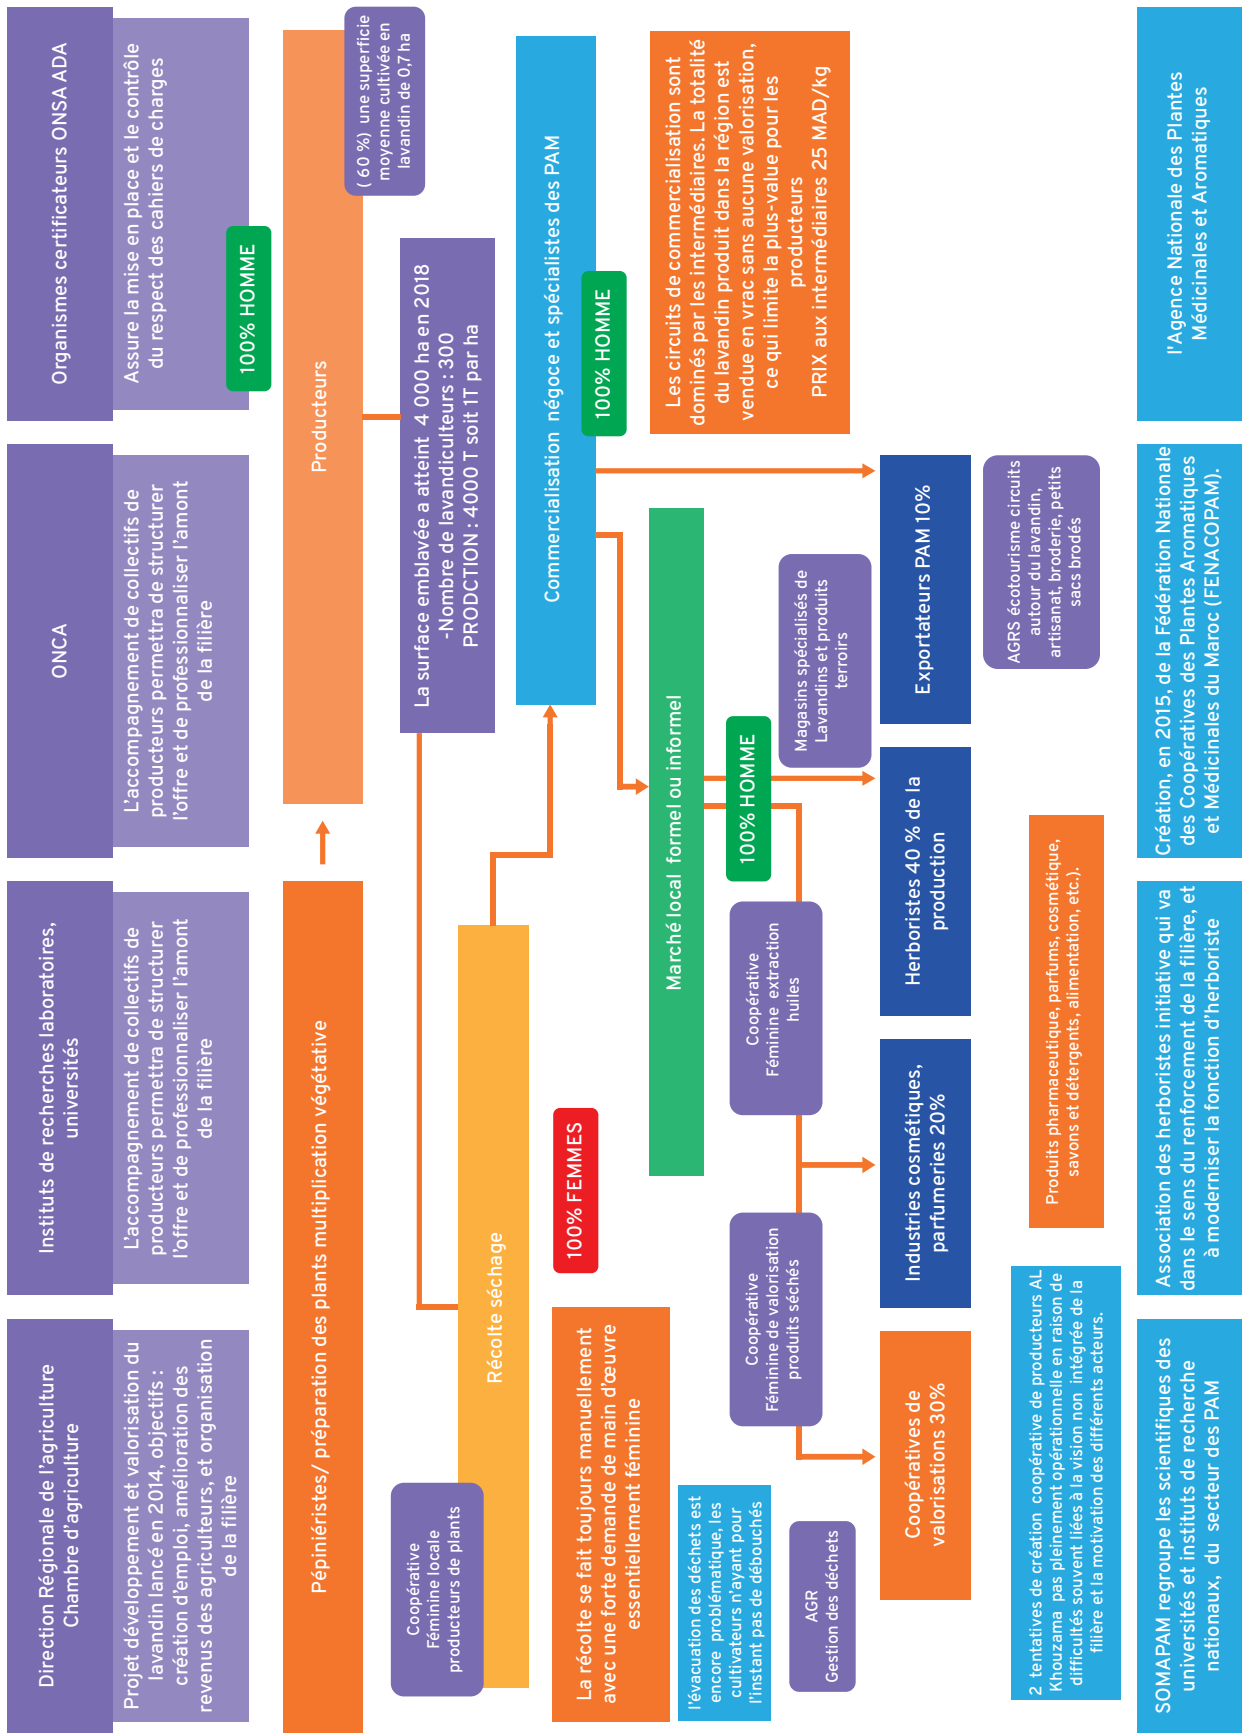 Direction Régionale de l'agriculture
Chambre d'agriculture
Projet développement et valorisation du
lavandin lancé en 2014, objectifs :
création d'emploi, amélioration des
revenus des agriculteurs, et organisation
de la filière
Instituts de recherches laboratoires,
universités
L'accompagnement de collectifs de
producteurs permettra de structurer
l'offre et de professionnaliser l'amont
de la filière
ONCA
L'accompagnement de collectifs de
producteurs permettra de structurer
l'offre et de professionaliser l'amont
de la filière
Organismes certificateurs ONSA ADA
Assure la mise en place et le contrôle
du respect des cahiers de charges
100% HOMME
Pépiniéristes/ préparation des plants multiplication végétative
Producteurs
( 60 %) une superficie
moyenne cultivée en
lavandin de 0,7 ha
Coopérative
Féminine locale
producteurs de plants
La surface emblavée a atteint 4 000 ha en 2018
-Nombre de lavandiculteurs : 300
PRODCTION : 4000 T soit 1T par ha
Récolte séchage
100% FEMMES
Commercialisation négoce et spécialistes des PAM
100% HOMME
La récolte se fait toujours manuellement
avec une forte demande de main d'œuvre
essentiellement féminine
Marché local formel ou informel
100% HOMME
Les circuits de commercialisation sont
dominés par les intermédiaires. La totalité
du lavandin produit dans la région est
vendue en vrac sans aucune valorisation,
ce qui limite la plus-value pour les
producteurs
PRIX aux intermédiaires 25 MAD/kg
l'évacuation des déchets est
encore problématique, les
cultivateurs n'ayant pour
l'instant pas de débouchés
AGR
Gestion des déchets
Coopérative
Féminine de valorisation
produits séchés
Coopérative
Féminine extraction
huiles
Magasins spécialisés de
Lavandins et produits
terroirs
Coopératives de
valorisations 30%
Industries cosmétiques,
parfumeries 20%
Herboristes 40 % de la
production
Exportateurs PAM 10%
2 tentatives de création coopérative de producteurs AL
Khouzama pas pleinement opérationnelle en raison de
difficultés souvent liées à la vision non intégrée de la
filière et la motivation des différents acteurs.
Produits pharmaceutique, parfums, cosmétique,
savons et détergents, alimentation, etc.).
AGRS écotourisme circuits
autour du lavandin,
artisanat, broderie, petits
sacs brodés
SOMAPAM regroupe les scientifiques des
universités et instituts de recherche
nationaux, du secteur des PAM
Association des herboristes initiative qui va
dans le sens du renforcement de la filière, et
à moderniser la fonction d'herboriste
Création, en 2015, de la Fédération Nationale
des Coopératives des Plantes Aromatiques
et Médicinales du Maroc (FENACOPAM).
l'Agence Nationale des Plantes
Médicinales et Aromatiques